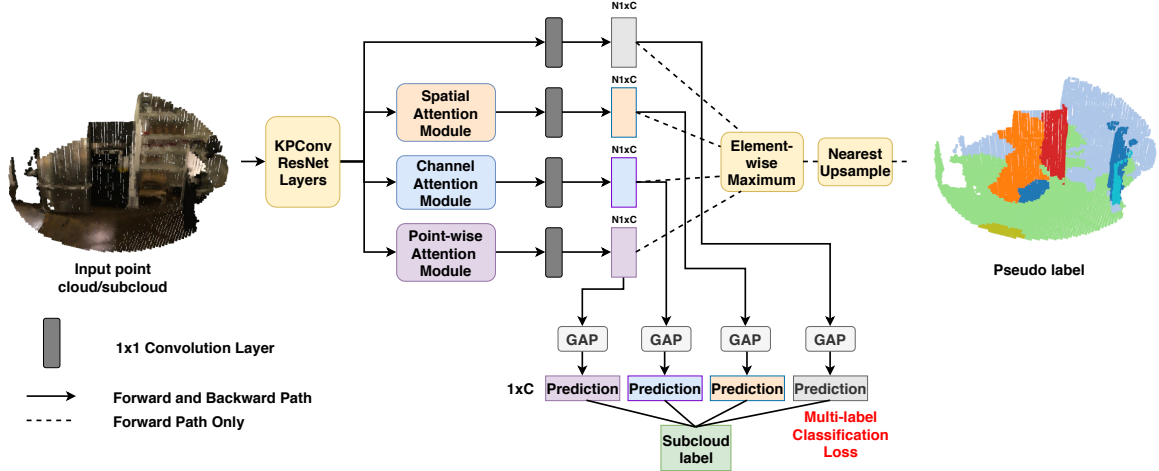 N1xC
N1xC
Spatial
Attention
Module
KPConv
ResNet
Layers
Element-
wise
Maximum
Nearest
Upsample
N1xC
Channel
Attention
Module
N1xC
Point-wise
Attention
Module
Input point
cloud/subcloud
Pseudo label
1x1 Convolution Layer
GAP GAP GAP GAP
1xC Prediction Prediction Prediction Prediction
Forward and Backward Path
Forward Path Only
Subcloud
label
Multi-label
Classification
Loss